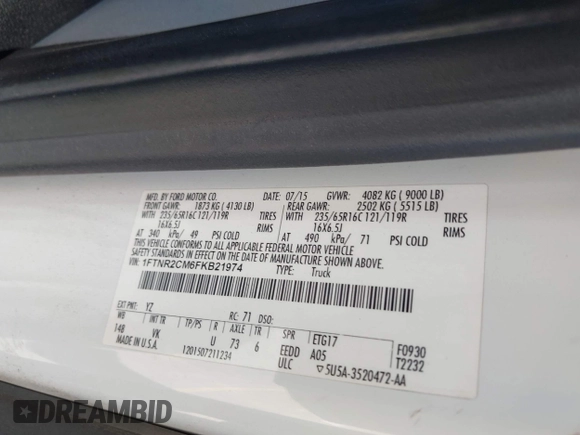 MFD. BY FORD MOTOR CO. 07/15 GVWR: 4082 KG ( 9000 LB)
FRONT GAWR: 1873 KG ( 4130 LB) REAR GAWR: 2502 KG ( 5515 LB)
WITH 235/65R16C 121/119R TIRES WITH 235/65R16C 121/119R TIRES
16X6.5J RIMS 16X6.5J RIMS
AT 340 kPa/ 49 PSI COLD AT 490 kPa/ 71 PSI COLD
THIS VEHICLE CONFORMS TO ALL APPLICABLE FEDERAL MOTOR VEHICLE
SAFETY STANDARDS IN EFFECT ON THE DATE OF MANUFACTURE SHOWN ABOVE.
VIN: 1FTNR2CM6FKB21974 TYPE: Truck
EXT PNT: YZ RC: 71 DSO:
WB INT TR TP/PS R AXLE TR SPR ETG17 F0930
148 VK U 73 6 EEDD A05 T2232
MADE IN U.S.A. 1201507211234 ULC 5U5A-3520472-AA
AUTOBIDCAR